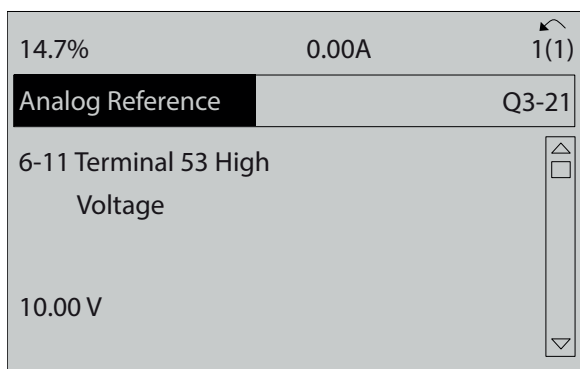 14.7% 0.00A 1(1)
Analog Reference Q3-21
6-11 Terminal 53 High
Voltage
10.00 V